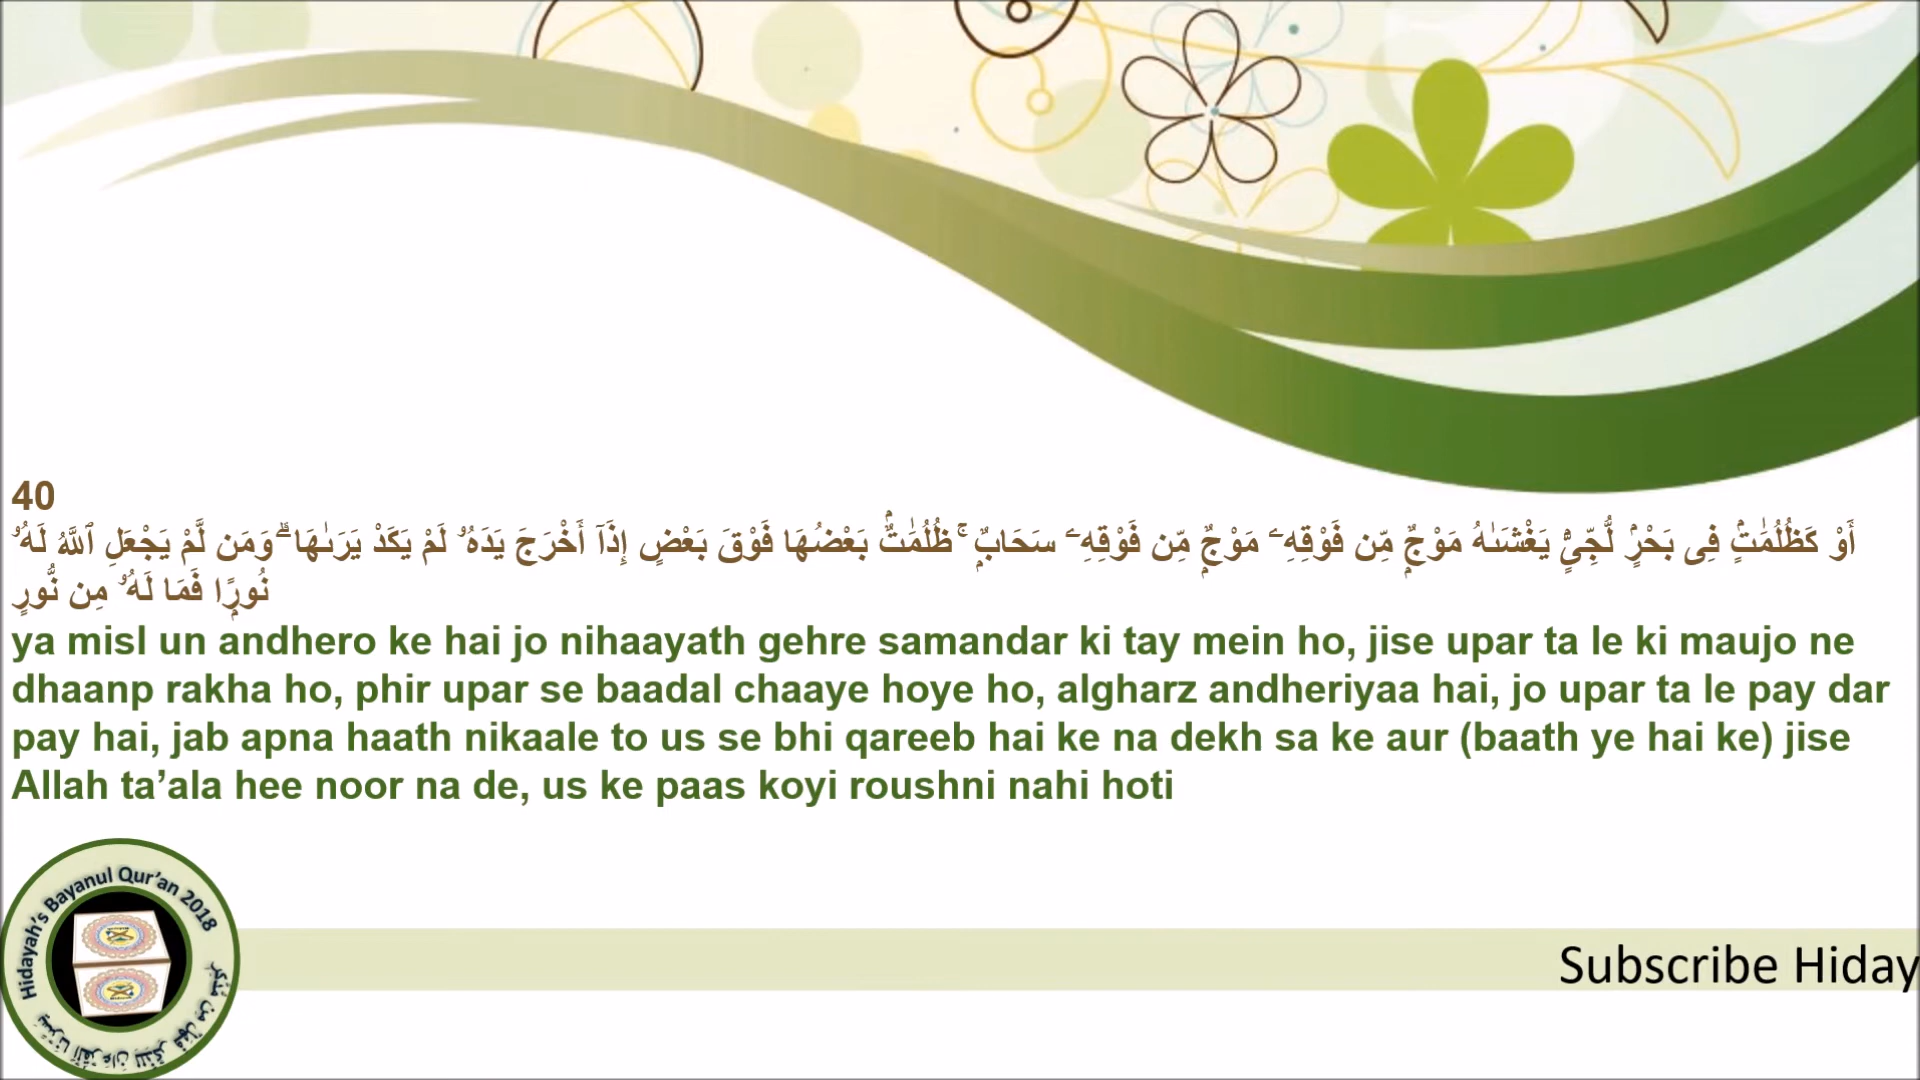 40
أَوْ كَظُلُمَٰتٍۢ فِى بَحْرٍۢ لُّجِّىٍّۢ يَغْشَىٰهُ مَوْجٌۭ مِّن فَوْقِهِۦ مَوْجٌۭ مِّن فَوْقِهِۦ سَحَابٌۭ ۚ ظُلُمَٰتٌۢ بَعْضُهَا فَوْقَ بَعْضٍ إِذَآ أَخْرَجَ يَدَهُۥ لَمْ يَكَدْ يَرَىٰهَا ۗ وَمَن لَّمْ يَجْعَلِ ٱللَّهُ لَهُۥ
نُورًۭا فَمَا لَهُۥ مِن نُّورٍ
ya misl un andhero ke hai jo nihaayath gehre samandar ki tay mein ho, jise upar ta le ki maujo ne
dhaanp rakha ho, phir upar se baadal chaaye hoye ho, algharz andheriyaa hai, jo upar ta le pay dar
pay hai, jab apna haath nikaale to us se bhi qareeb hai ke na dekh sa ke aur (baath ye hai ke) jise
Allah ta’ala hee noor na de, us ke paas koyi roushni nahi hoti
Hidayah’s Bayanul Qur’an 2018
Subscribe Hiday